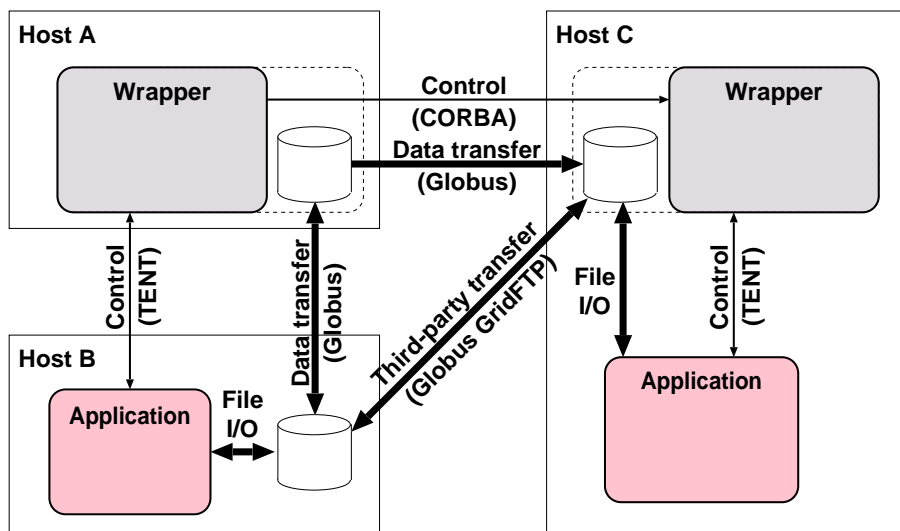 Host A
Host C
Wrapper
Wrapper
Control
(CORBA)
Data transfer
(Globus)
Control
(TENT)
Data transfer
(Globus)
Third-party transfer
(Globus GridFTP)
File
I/O
Control
(TENT)
Host B
Application
File
I/O
Application